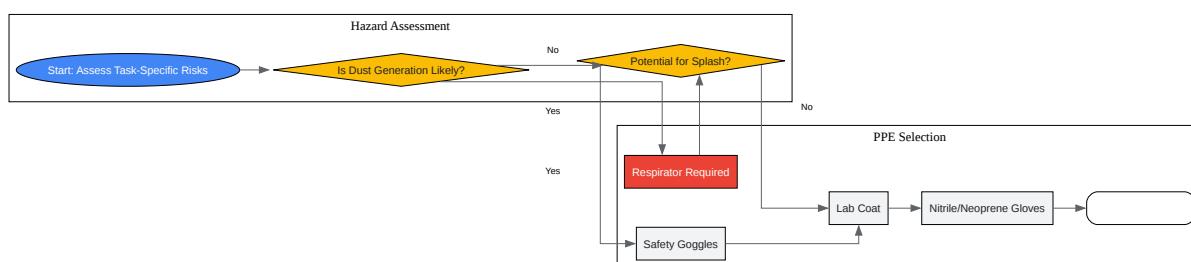 Hazard Assessment
Start: Assess Task-Specific Risks
Is Dust Generation Likely?
No
Potential for Splash?
Yes
No
PPE Selection
Yes
Respirator Required
Lab Coat
Nitrile/Neoprene Gloves
Safety Goggles